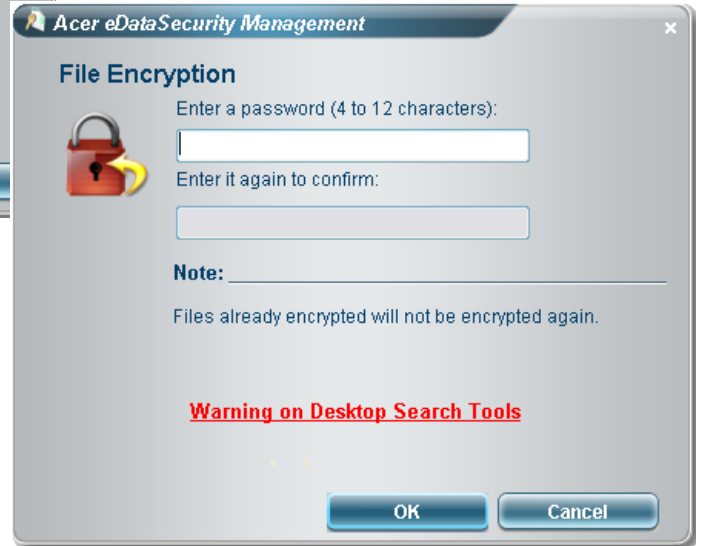 Acer eDataSecurity Management
File Encryption
Enter a password (4 to 12 characters):
Enter it again to confirm:
Note:
Files already encrypted will not be encrypted again.
Warning on Desktop Search Tools
OK
Cancel